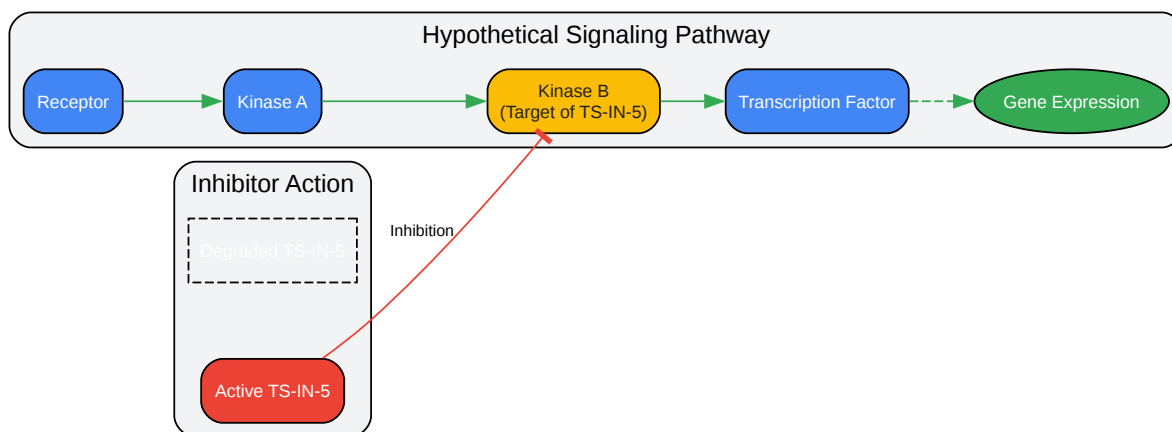 Hypothetical Signaling Pathway
Receptor
Kinase A
Kinase B
(Target of TS-IN-5)
Transcription Factor
Gene Expression
Inhibitor Action
Degraded TS-IN-5
Inhibition
Active TS-IN-5